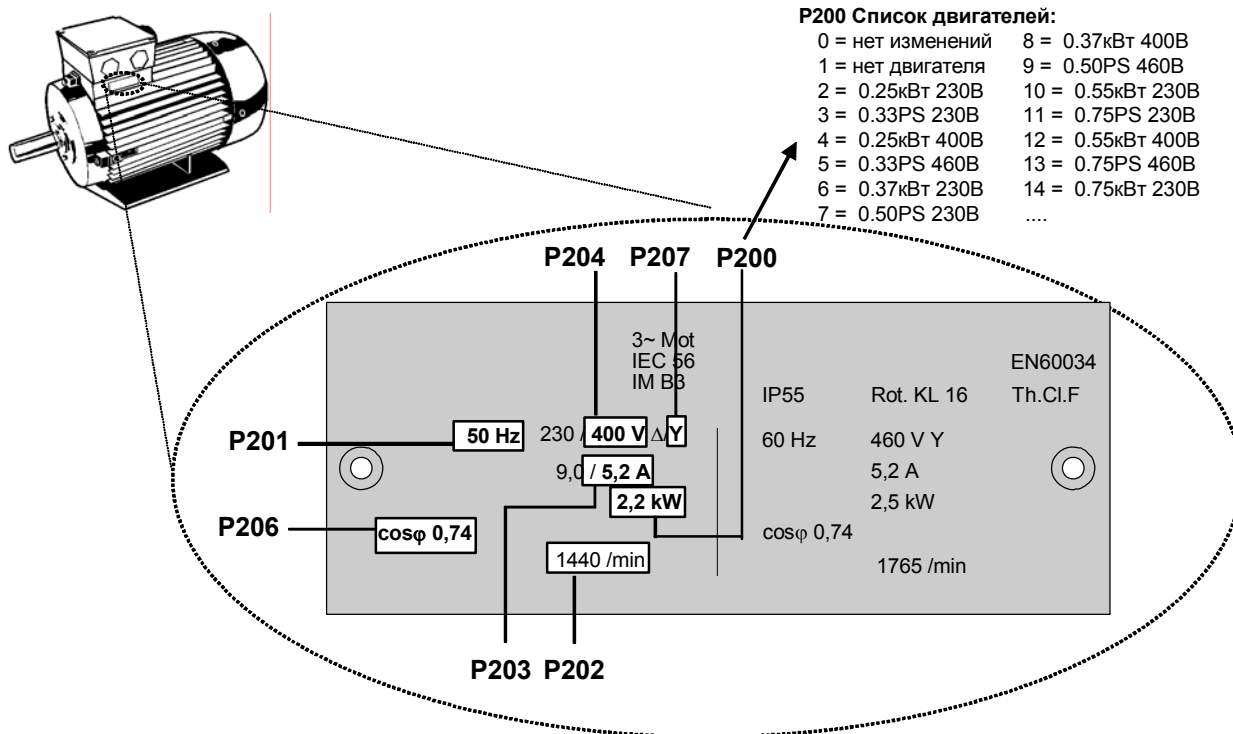 P200 Список двигателей:
0 = нет изменений 8 = 0.37кВт 400В
1 = нет двигателя 9 = 0.50PS 460В
2 = 0.25кВт 230В 10 = 0.55кВт 230В
3 = 0.33PS 230В 11 = 0.75PS 230В
4 = 0.25кВт 400В 12 = 0.55кВт 400В
5 = 0.33PS 460В 13 = 0.75PS 460В
6 = 0.37кВт 230В 14 = 0.75кВт 230В
7 = 0.50PS 230В ....
P204 P207 P200
3~ Mot
IEC 56
IM B3
EN60034
IP55 Rot. KL 16 Th.Cl.F
P201 50 Hz 230 / 400 V Δ/Y 60 Hz 460 V Y
9,0 / 5,2 A 5,2 A
2,2 kW 2,5 kW
P206 cosφ 0,74 cosφ 0,74
1440 /min 1765 /min
P203 P202